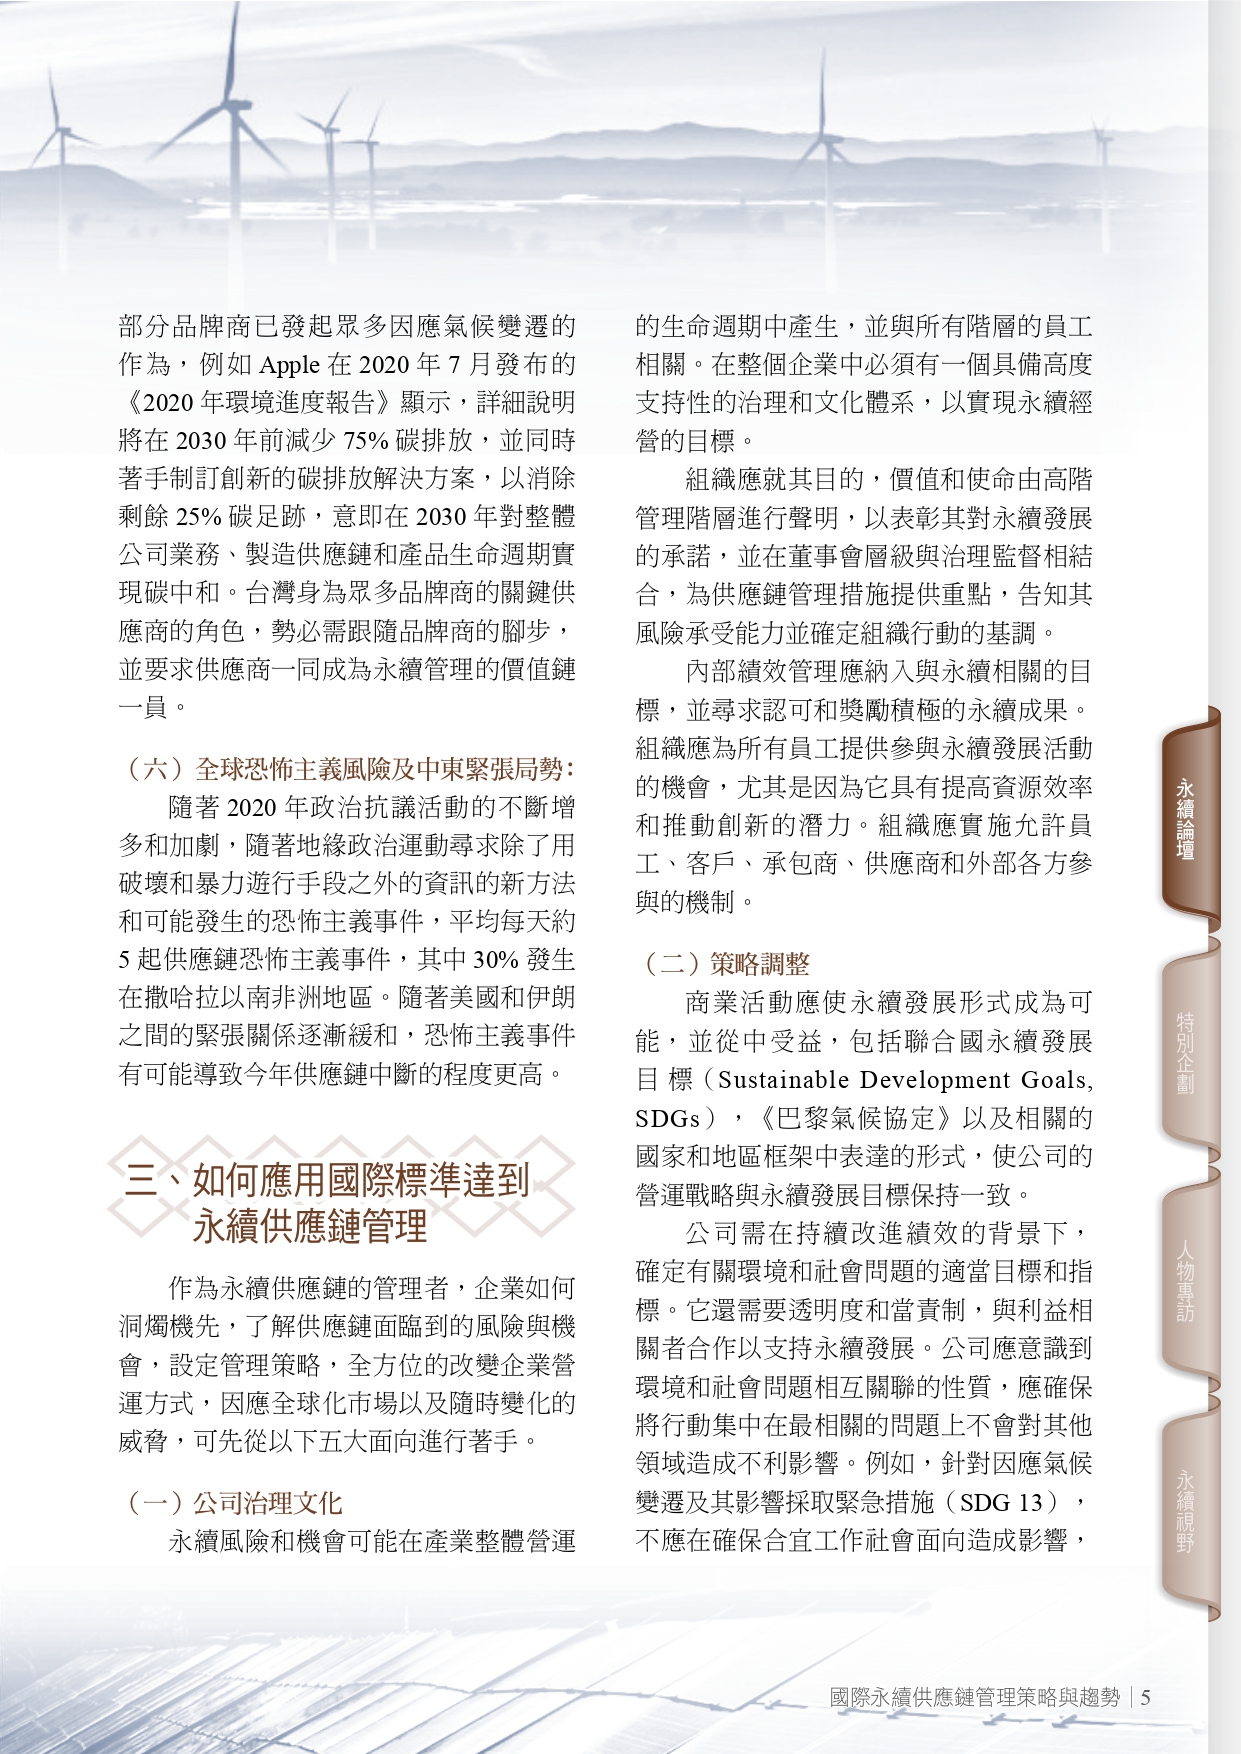 部分品牌商已發起眾多因應氣候變遷的
作為，例如 Apple 在 2020 年 7 月發布的
《2020 年環境進度報告》顯示，詳細說明
將在 2030 年前減少 75% 碳排放，並同時
著手制訂創新的碳排放解決方案，以消除
剩餘 25% 碳足跡，意即在 2030 年對整體
公司業務、製造供應鏈和產品生命週期實
現碳中和。台灣身為眾多品牌商的關鍵供
應商的角色，勢必需跟隨品牌商的腳步，
並要求供應商一同成為永續管理的價值鏈
一員。
（六）全球恐怖主義風險及中東緊張局勢：
隨著 2020 年政治抗議活動的不斷增
多和加劇，隨著地緣政治運動尋求除了用
破壞和暴力遊行手段之外的資訊的新方法
和可能發生的恐怖主義事件，平均每天約
5 起供應鏈恐怖主義事件，其中 30% 發生
在撒哈拉以南非洲地區。隨著美國和伊朗
之間的緊張關係逐漸緩和，恐怖主義事件
有可能導致今年供應鏈中斷的程度更高。
三、如何應用國際標準達到
永續供應鏈管理
作為永續供應鏈的管理者，企業如何
洞燭機先，了解供應鏈面臨到的風險與機
會，設定管理策略，全方位的改變企業營
運方式，因應全球化市場以及隨時變化的
威脅，可先從以下五大面向進行著手。
（一）公司治理文化
永續風險和機會可能在產業整體營運
的生命週期中產生，並與所有階層的員工
相關。在整個企業中必須有一個具備高度
支持性的治理和文化體系，以實現永續經
營的目標。
組織應就其目的，價值和使命由高階
管理階層進行聲明，以表彰其對永續發展
的承諾，並在董事會層級與治理監督相結
合，為供應鏈管理措施提供重點，告知其
風險承受能力並確定組織行動的基調。
內部績效管理應納入與永續相關的目
標，並尋求認可和獎勵積極的永續成果。
組織應為所有員工提供參與永續發展活動
的機會，尤其是因為它具有提高資源效率
和推動創新的潛力。組織應實施允許員
工、客戶、承包商、供應商和外部各方參
與的機制。
（二）策略調整
商業活動應使永續發展形式成為可
能，並從中受益，包括聯合國永續發展
目標（Sustainable Development Goals,
SDGs），《巴黎氣候協定》以及相關的
國家和地區框架中表達的形式，使公司的
營運戰略與永續發展目標保持一致。
公司需在持續改進績效的背景下，
確定有關環境和社會問題的適當目標和指
標。它還需要透明度和當責制，與利益相
關者合作以支持永續發展。公司應意識到
環境和社會問題相互關聯的性質，應確保
將行動集中在最相關的問題上不會對其他
領域造成不利影響。例如，針對因應氣候
變遷及其影響採取緊急措施（SDG 13），
不應在確保合宜工作社會面向造成影響，
永續論壇
特別企劃
人物專訪
永續視野
國際永續供應鏈管理策略與趨勢｜5